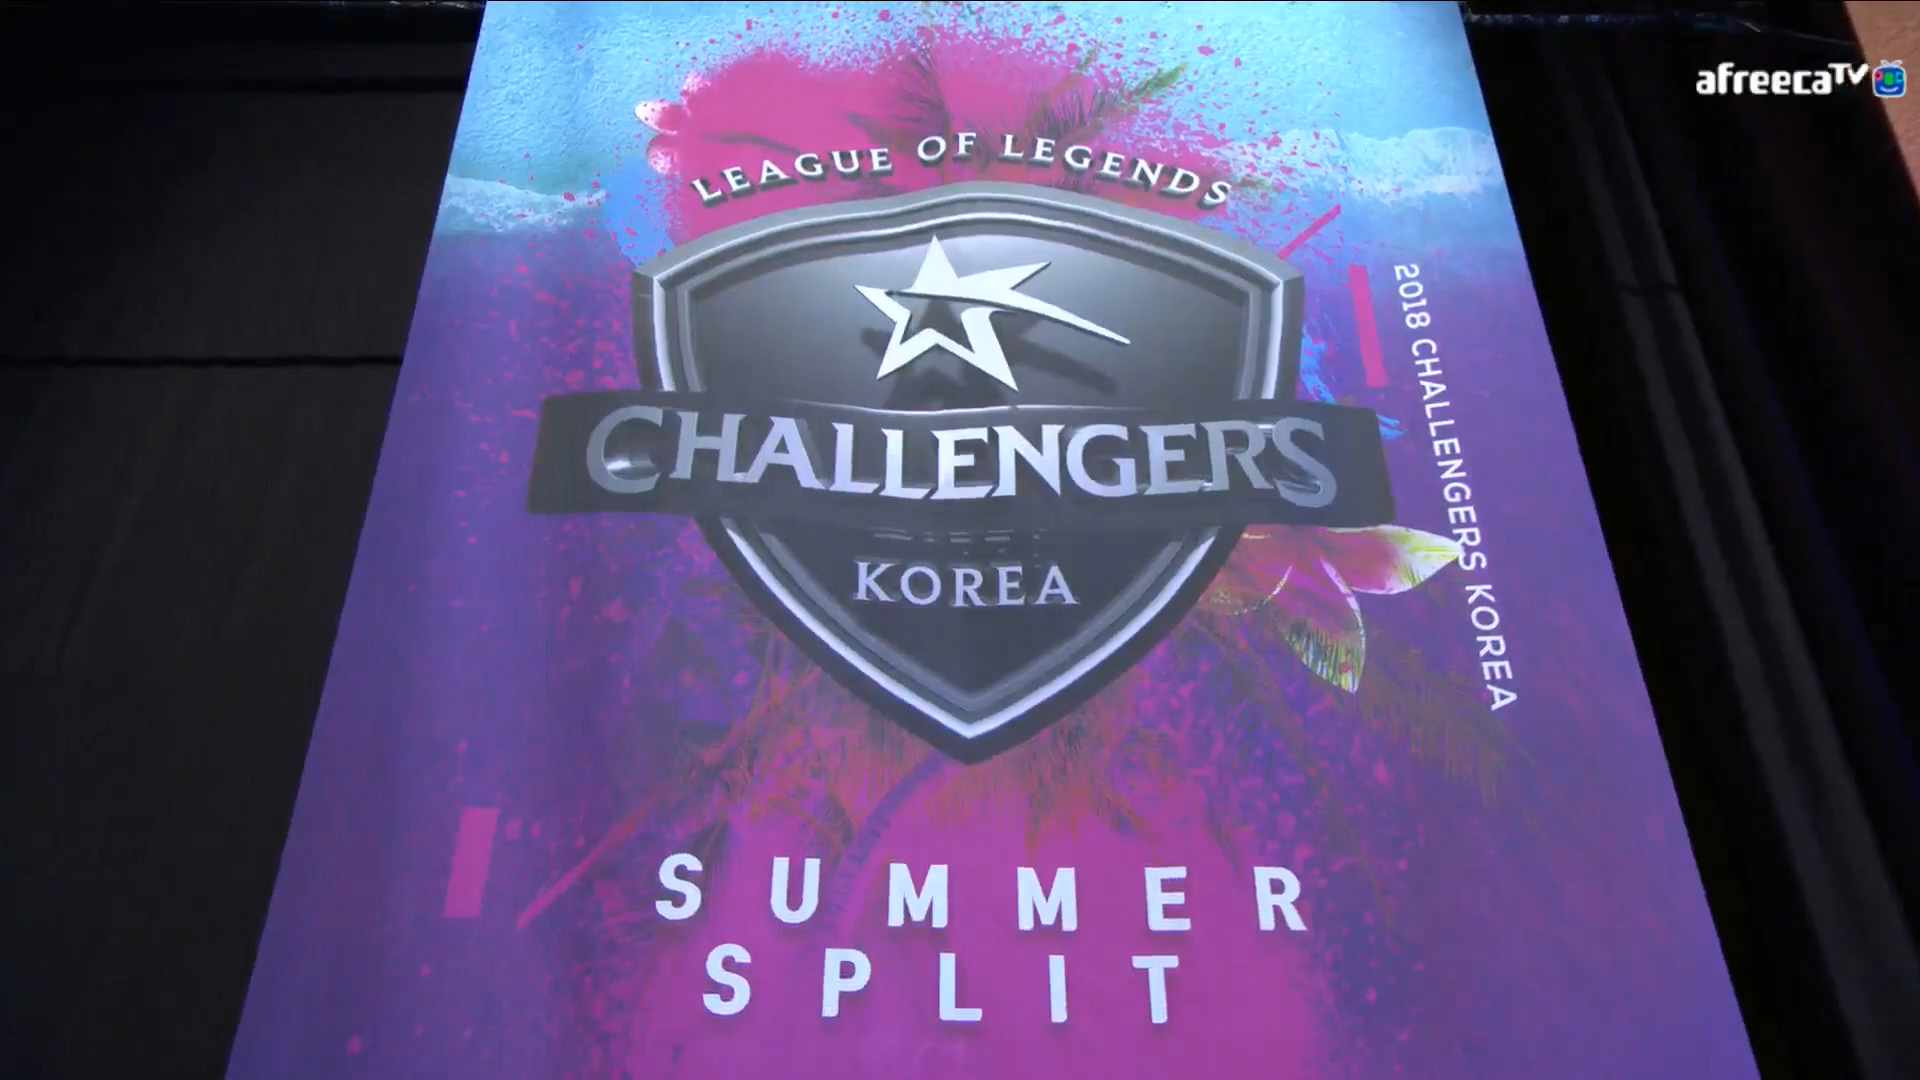 afreecaTV
LEAGUE OF LEGENDS
CHALLENGERS
KOREA
2018 CHALLENGERS KOREA
SUMMER
SPLIT